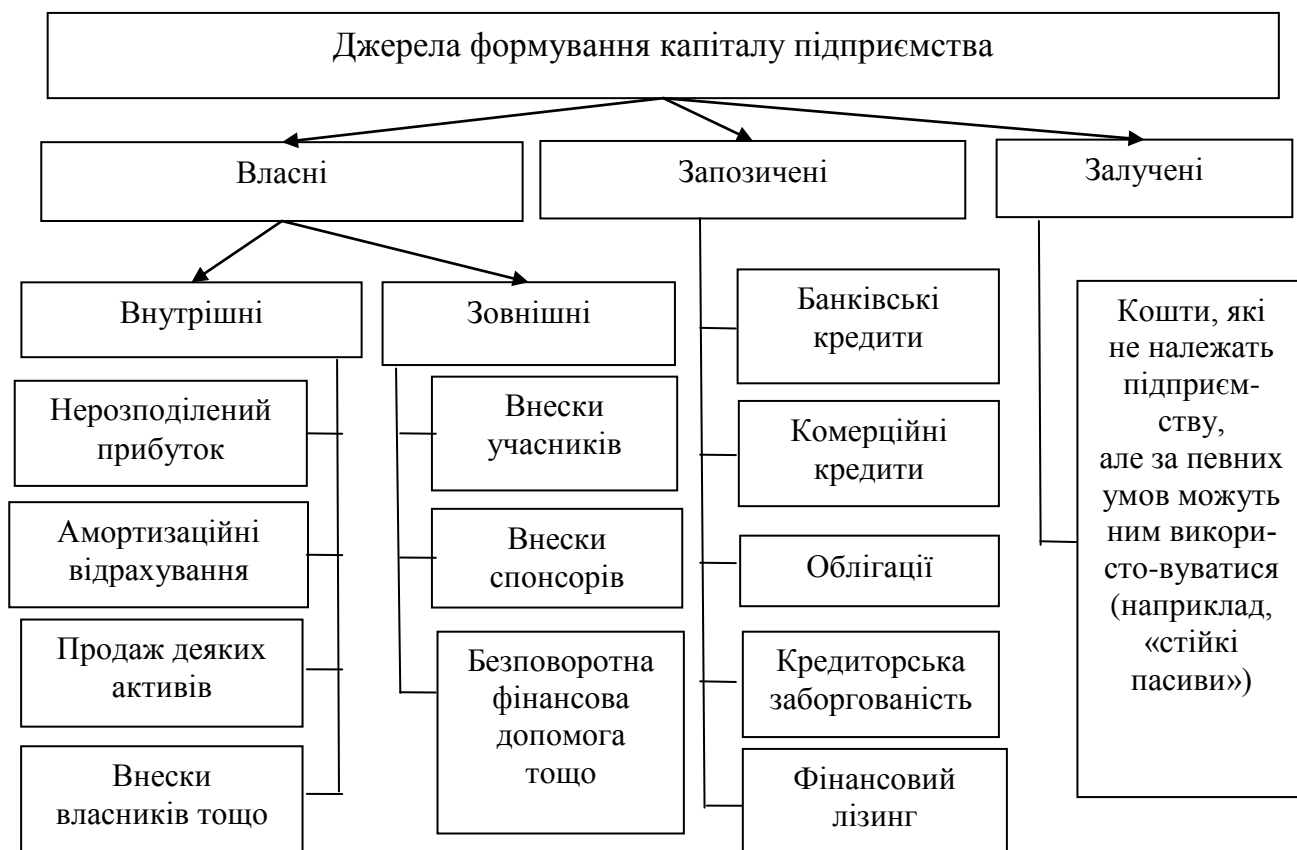 Джерела формування капіталу підприємства
Власні
Запозичені
Залучені
Внутрішні
Зовнішні
Нерозподілений
прибуток
Амортизаційні
відрахування
Продаж деяких
активів
Внески
власників тощо
Внески
учасників
Внески
спонсорів
Безповоротна
фінансова
допомога
тощо
Банківські
кредити
Комерційні
кредити
Облігації
Кредиторська
заборгованість
Фінансовий
лізинг
Кошти, які
не належать
підприєм-
ству,
але за певних
умов можуть
ним викори-
сто-вуватися
(наприклад,
«стійкі
пасиви»)